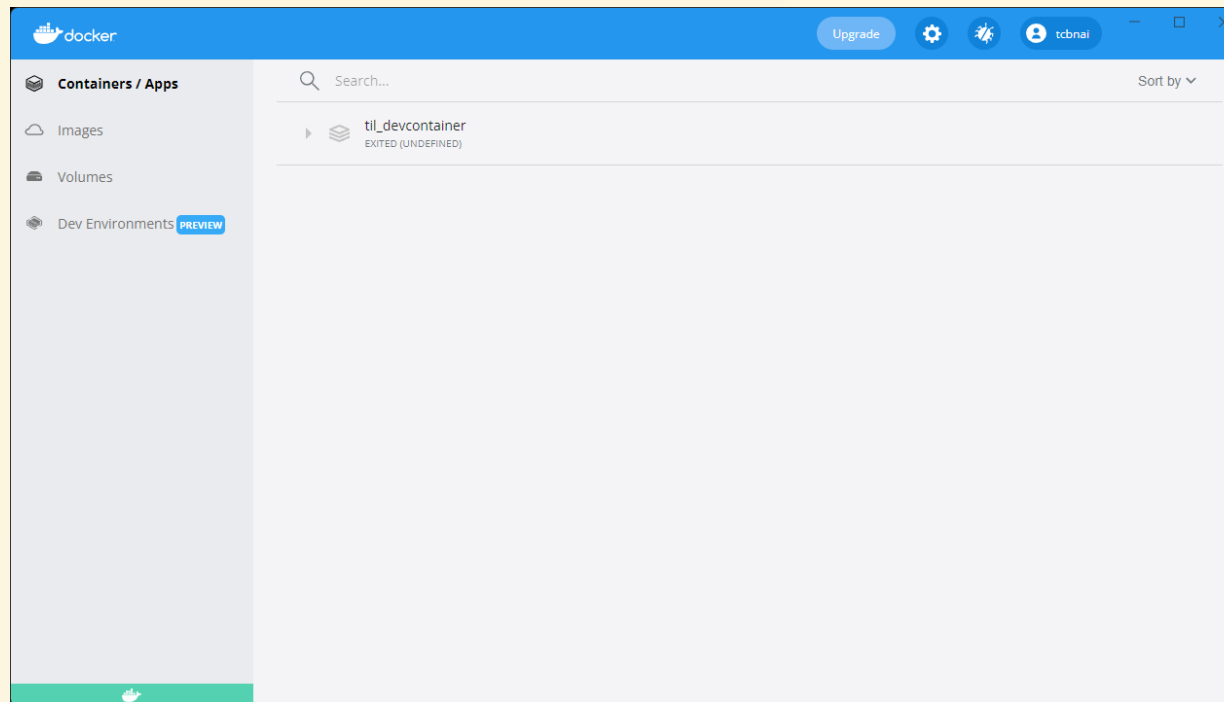 docker
Upgrade
tcbnai
Containers / Apps
Images
Volumes
Dev Environments PREVIEW
Search...
Sort by
til_devcontainer
EXITED (UNDEFINED)